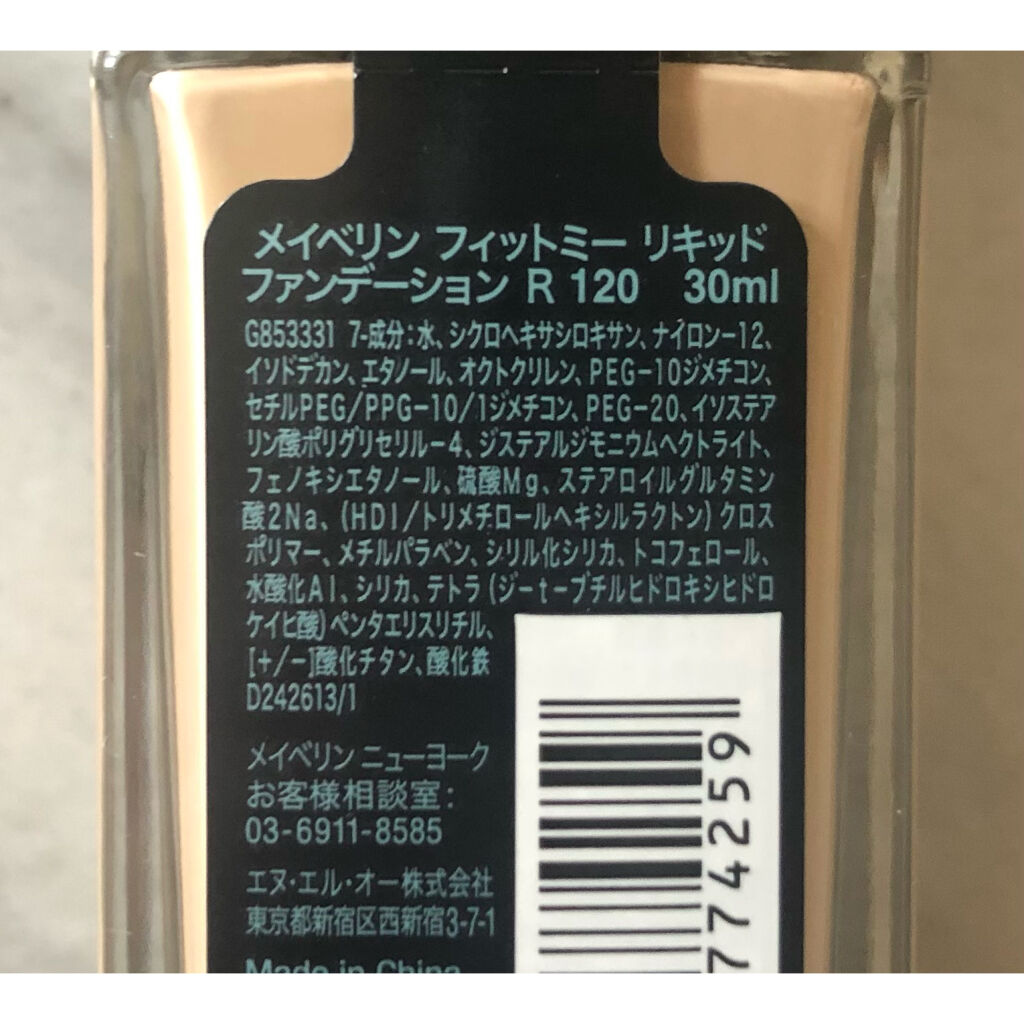 メイベリン フィットミー リキッド
ファンデーション R 120 30ml
G853331 7-成分:水、シクロヘキサシロキサン、ナイロン-12、
イソドデカン、エタノール、オクトクリレン、PEG-10ジメチコン、
セチルPEG/PPG-10/1ジメチコン、PEG-20、イソステア
リン酸ポリグリセリル-4、ジステアルジモニウムヘクトライト、
フェノキシエタノール、硫酸Mg、ステアロイルグルタミン
酸2Na、(HDI/トリメチロールヘキシルラクトン)クロス
ポリマー、メチルパラベン、シリル化シリカ、トコフェロール、
水酸化Al、シリカ、テトラ(ジ-t-ブチルヒドロキシヒドロ
ケイヒ酸)ペンタエリスリチル、
[+/-]酸化チタン、酸化鉄
D242613/1
メイベリン ニューヨーク
お客様相談室:
03-6911-8585
エヌ・エル・オー株式会社
東京都新宿区西新宿3-7-1
Made in China
774259